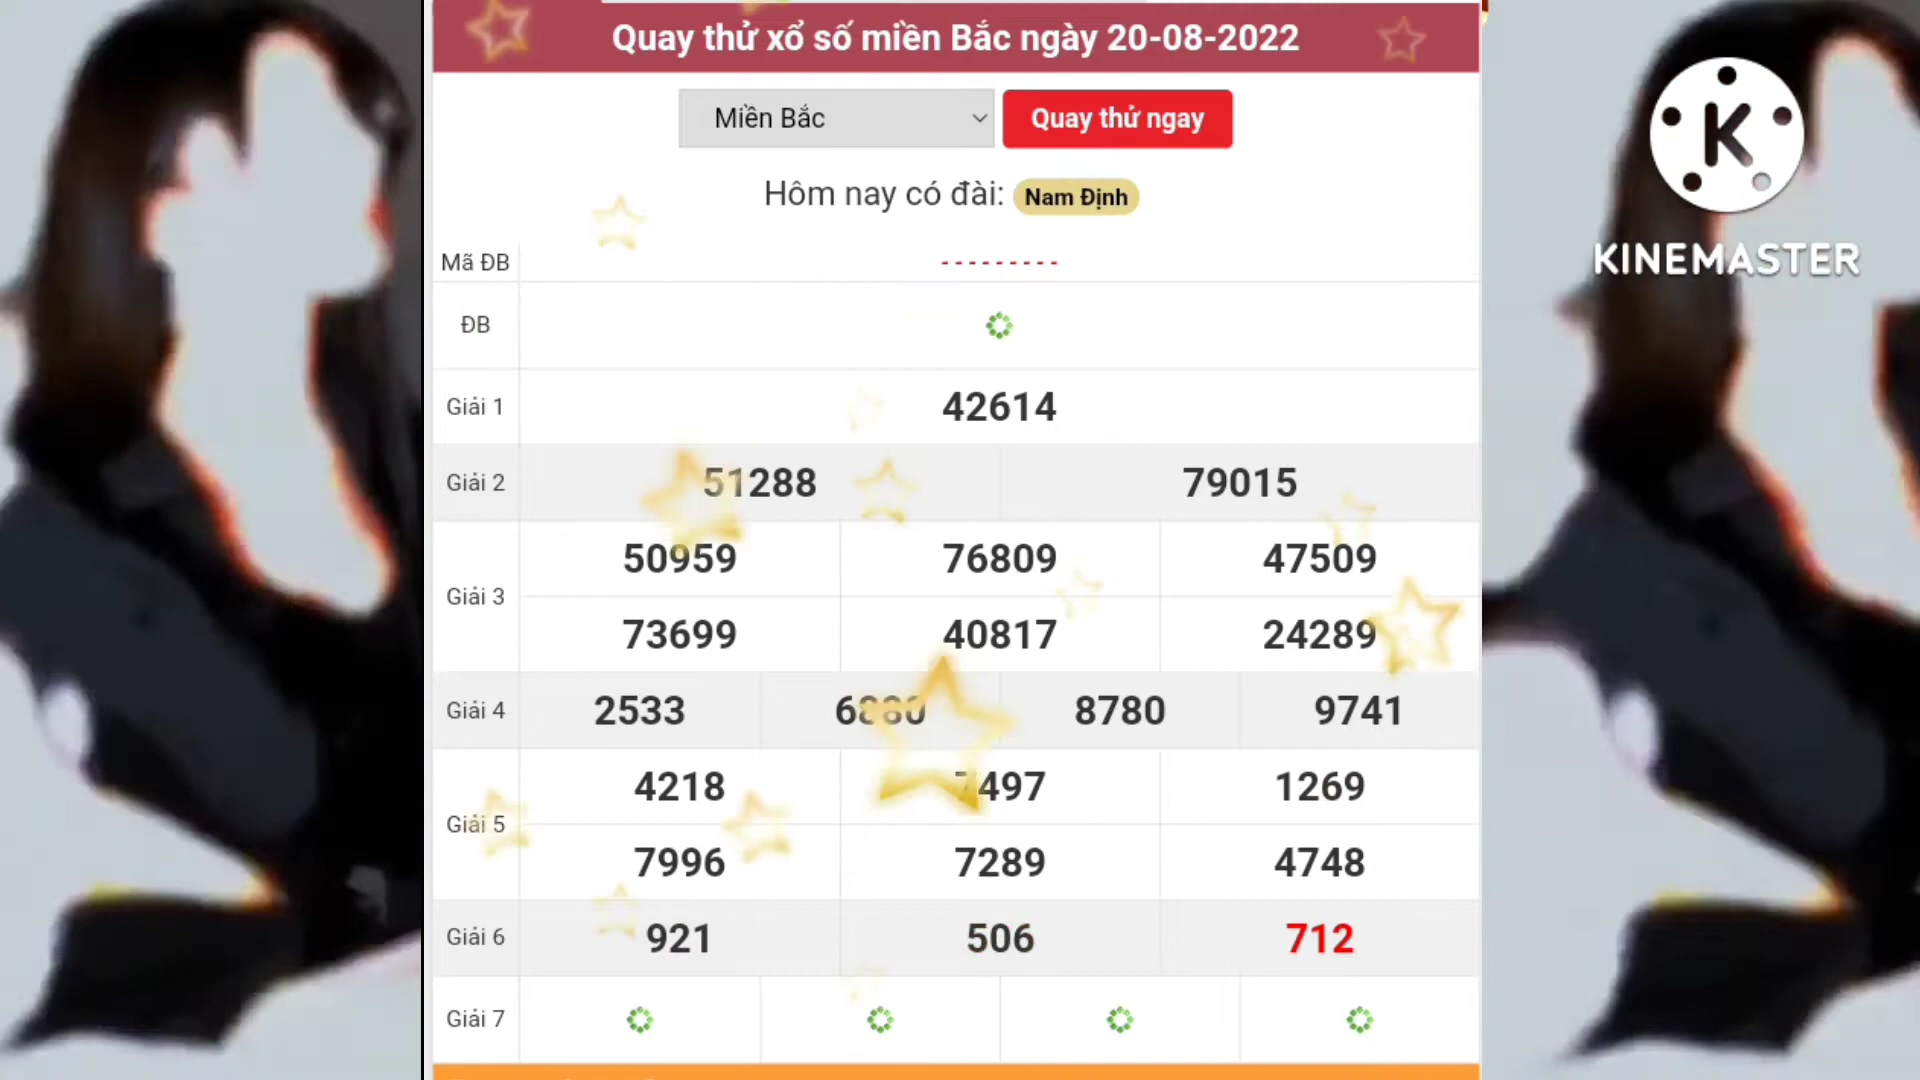 Quay thử xổ số miền Bắc ngày 20-08-2022
Miền Bắc
Quay thử ngay
Hôm nay có đài: Nam Định
Mã ĐB ---------
ĐB
Giải 1 42614
Giải 2 51288 79015
Giải 3
50959 76809 47509
73699 40817 24289
Giải 4 2533 6880 8780 9741
Giải 5
4218 7497 1269
7996 7289 4748
Giải 6 921 506 712
Giải 7
K
KINEMASTER